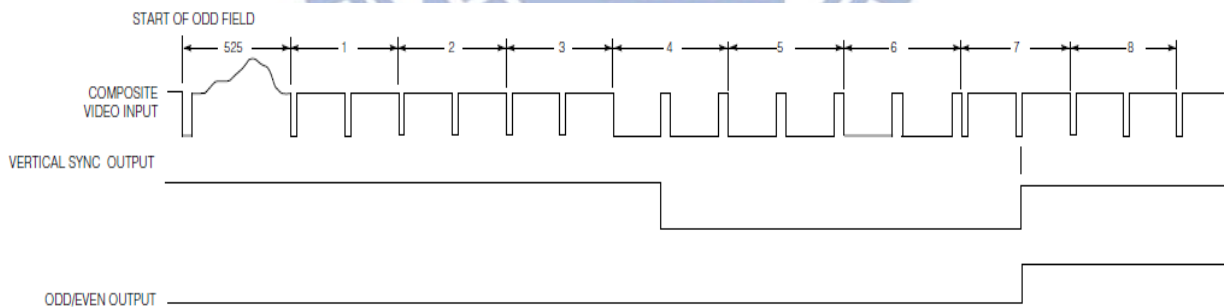 START OF ODD FIELD
525 1 2 3 4 5 6 7 8
COMPOSITE
VIDEO INPUT
VERTICAL SYNC OUTPUT
ODD/EVEN OUTPUT